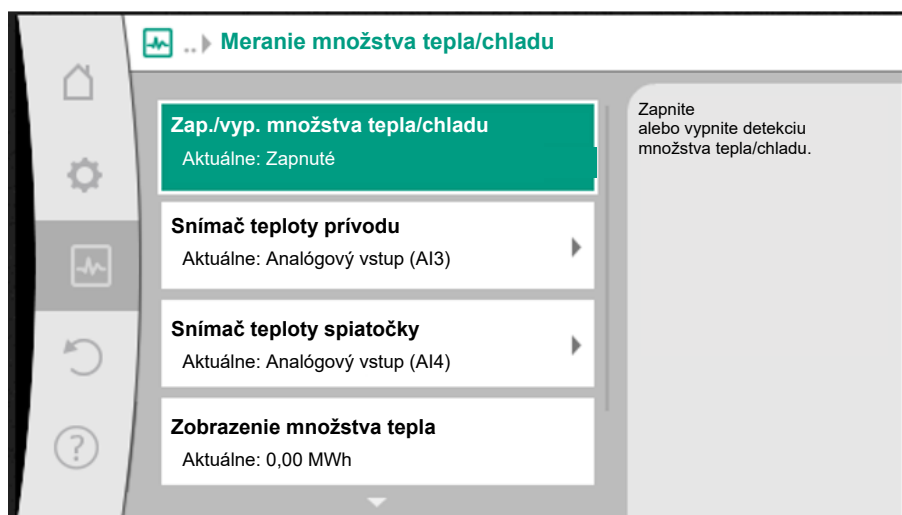 .. Meranie množstva tepla/chladu
Zap./vyp. množstva tepla/chladu
Aktuálne: Zapnuté
Snímač teploty prívodu
Aktuálne: Analógový vstup (AI3)
Snímač teploty spiatočky
Aktuálne: Analógový vstup (AI4)
Zobrazenie množstva tepla
Aktuálne: 0,00 MWh
Zapnite
alebo vypnite detekciu
množstva tepla/chladu.
?